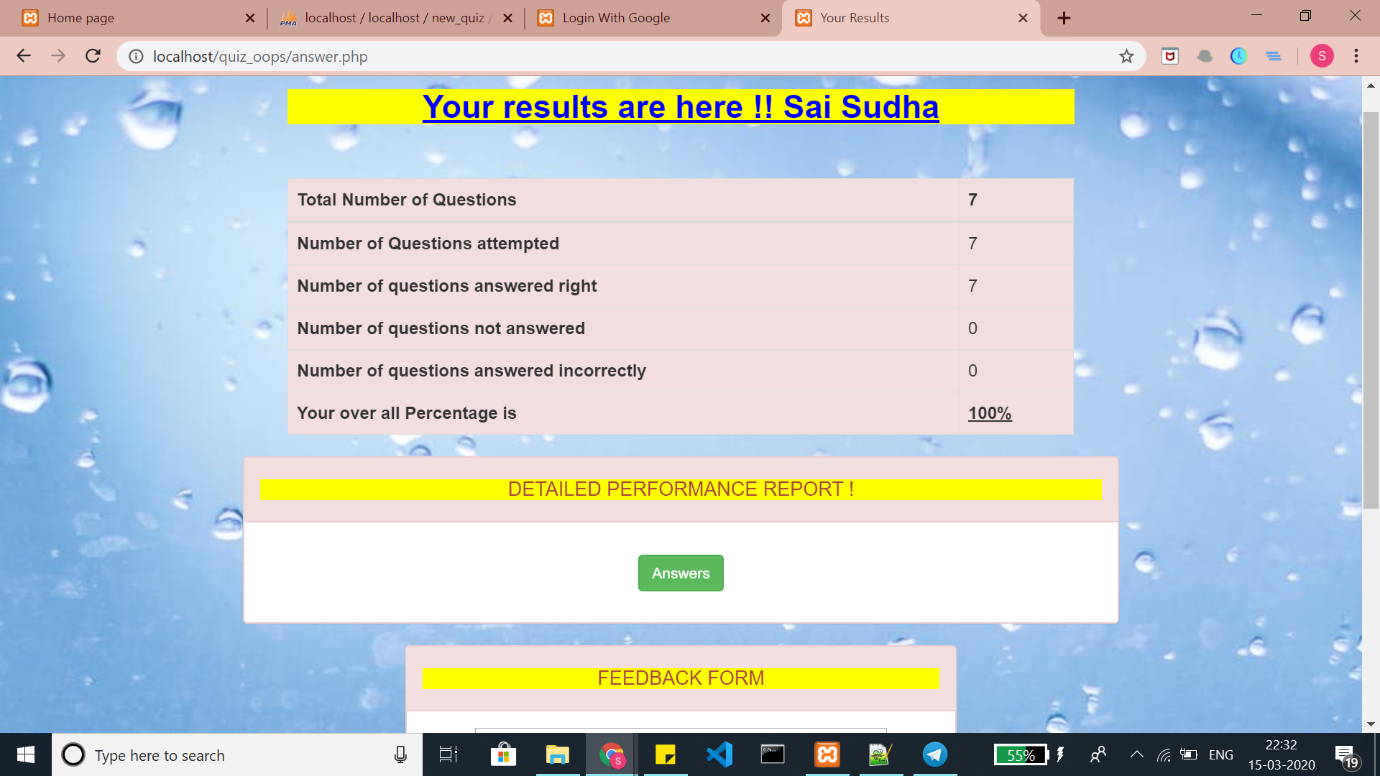 Home page
localhost / localhost / new_quiz /
Login With Google
Your Results
localhost/quiz_oops/answer.php
S
Your results are here !! Sai Sudha
Total Number of Questions 7
Number of Questions attempted 7
Number of questions answered right 7
Number of questions not answered 0
Number of questions answered incorrectly 0
Your over all Percentage is 100%
DETAILED PERFORMANCE REPORT !
Answers
FEEDBACK FORM
Type here to search
S
55%
ENG
22:32
15-03-2020
19